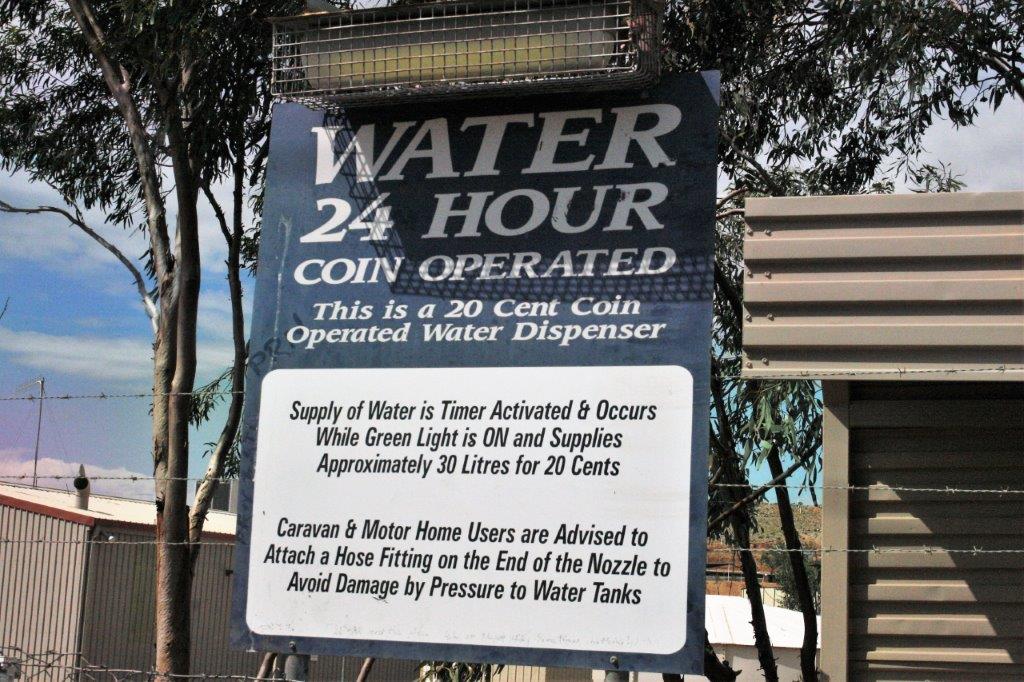 WATER
24 HOUR
COIN OPERATED
This is a 20 Cent Coin
Operated Water Dispenser
Supply of Water is Timer Activated & Occurs
While Green Light is ON and Supplies
Approximately 30 Litres for 20 Cents
Caravan & Motor Home Users are Advised to
Attach a Hose Fitting on the End of the Nozzle to
Avoid Damage by Pressure to Water Tanks